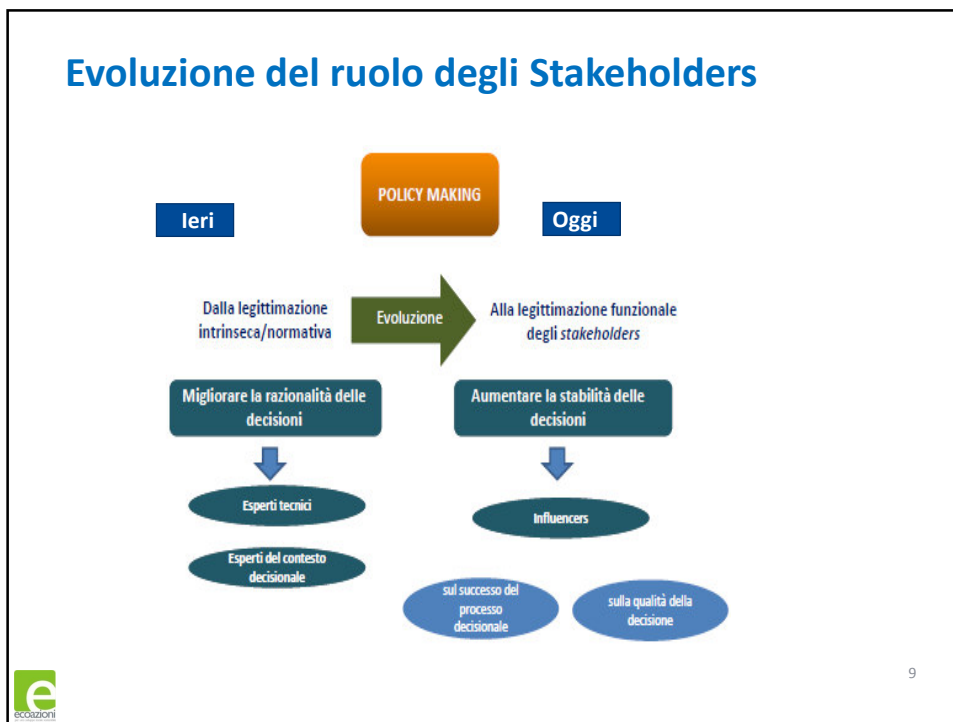 Evoluzione del ruolo degli Stakeholders
POLICY MAKING
Ieri
Oggi
Dalla legittimazione
intrinseca/normativa
Evoluzione
Alla legittimazione funzionale
degli stakeholders
Migliorare la razionalità delle
decisioni
Aumentare la stabilità delle
decisioni
Esperti tecnici
Influencers
Esperti del contesto
decisionale
sul successo del
processo
decisionale
sulla qualità della
decisione
9
e
ecoazioni